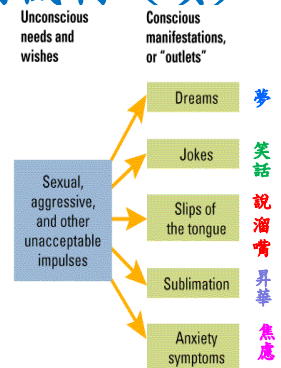 Unconscious
needs and
wishes
Conscious
manifestations,
or “outlets”
Sexual,
aggressive,
and other
unacceptable
impulses
Dreams
夢
Jokes
笑話
Slips of
the tongue
說溜嘴
Sublimation
昇華
Anxiety
symptoms
焦慮